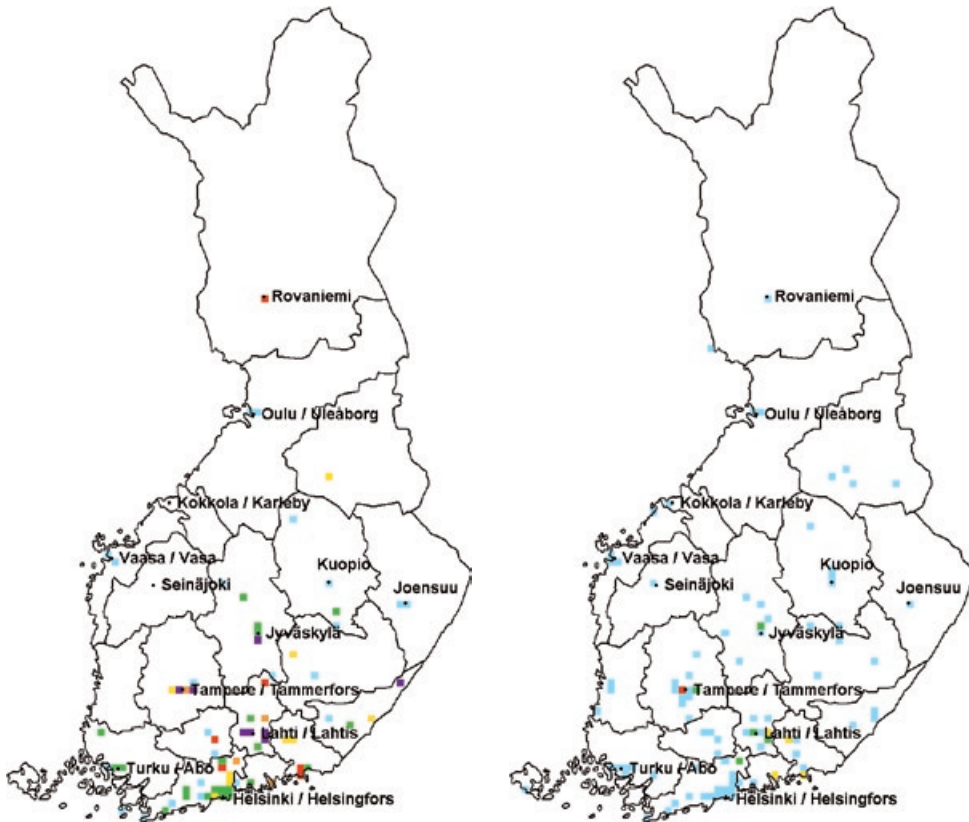 Rovaniemi
Oulu / Uleåborg
Kokkola / Karleby
Vaasa / Vasa
Seinäjoki
Kuopio
Joensuu
Jyväskylä
Tampere / Tammerfors
Lahti / Lahtis
Turku / Åbo
Helsinki / Helsingfors
Rovaniemi
Oulu / Uleåborg
Kokkola / Karleby
Vaasa / Vasa
Seinäjoki
Kuopio
Joensuu
Jyväskylä
Tampere / Tammerfors
Lahti / Lahtis
Turku / Åbo
Helsinki / Helsingfors